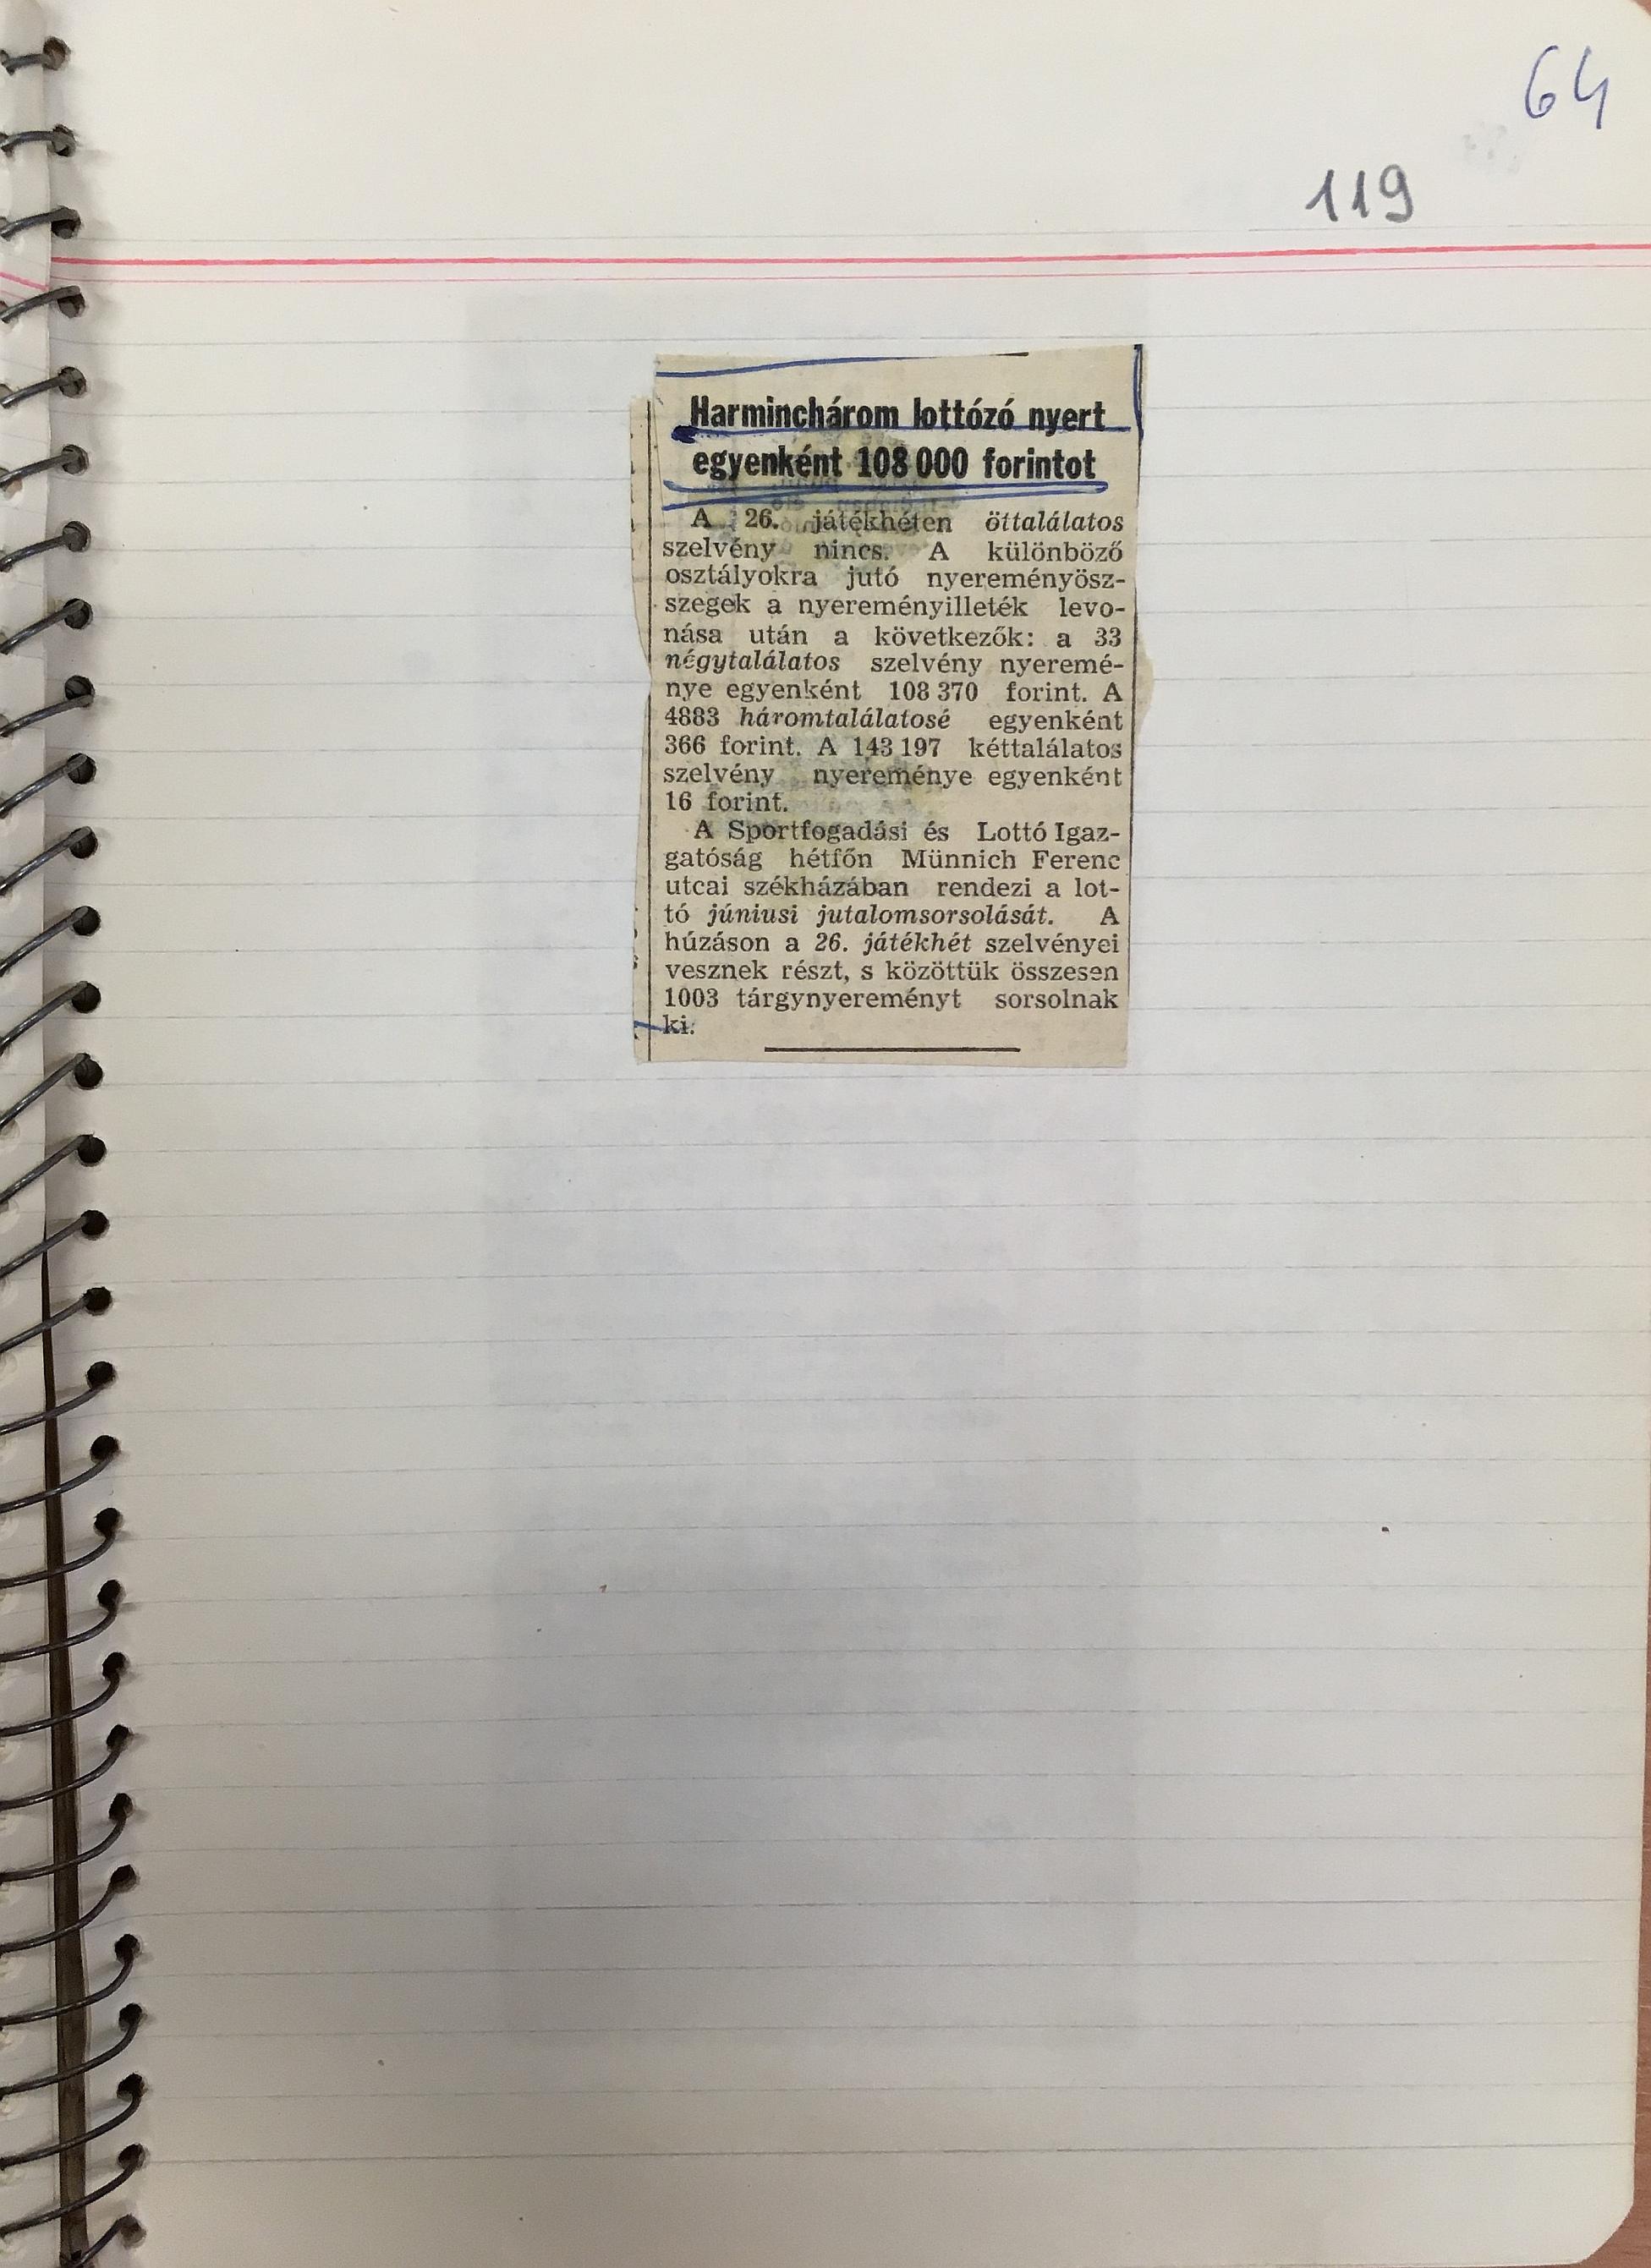 64
119
Harminchárom lottózó nyert
egyenként 108 000 forintot
A 26. játékhéten öttalálatos
szelvény nincs. A különböző
osztályokra jutó nyereményösz-
szegek a nyereményilleték levo-
nása után a következők: a 33
négytalálatos szelvény nyeremé-
nye egyenként 108 370 forint. A
4883 háromtalálatosé egyenként
366 forint. A 143 197 kéttalálatos
szelvény nyereménye egyenként
16 forint.
A Sportfogadási és Lottó Igaz-
gatóság hétfőn Münnich Ferenc
utcai székházában rendezi a lot-
tó júniusi jutalomsorsolását. A
húzáson a 26. játékhét szelvényei
vesznek részt, s közöttük összesen
1003 tárgynyereményt sorsolnak
ki.